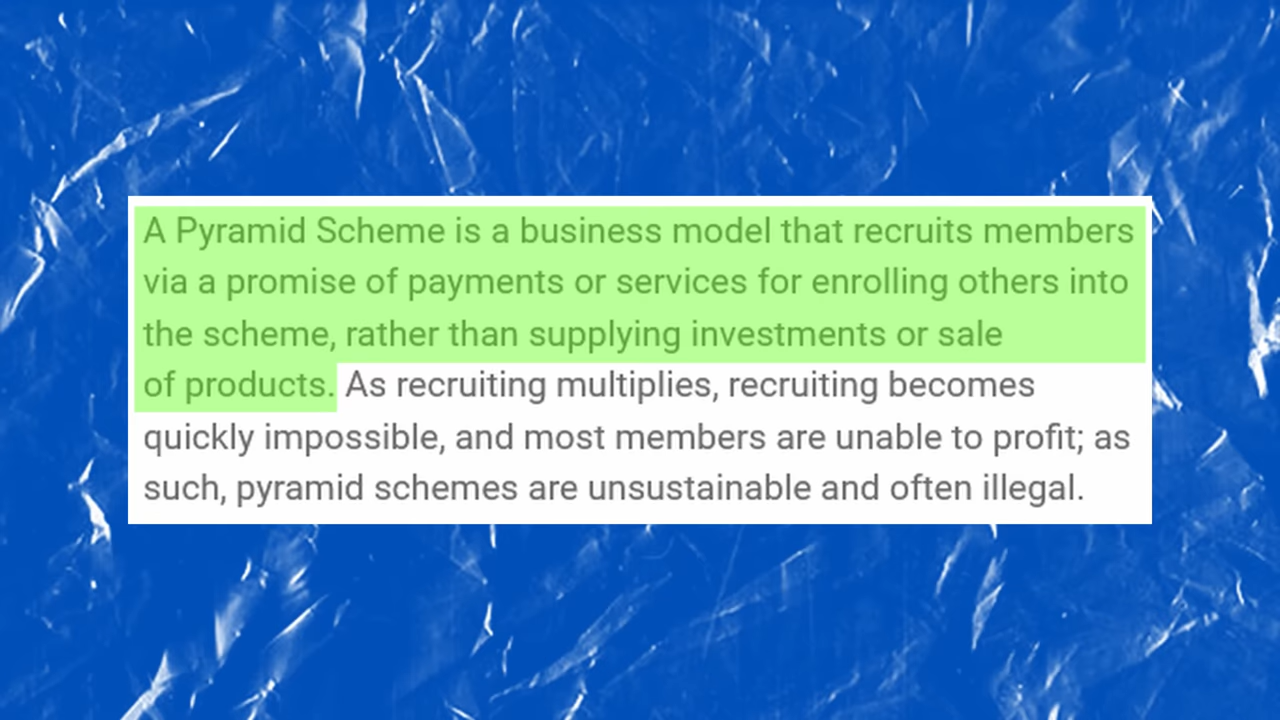 A Pyramid Scheme is a business model that recruits members
via a promise of payments or services for enrolling others into
the scheme, rather than supplying investments or sale
of products. As recruiting multiplies, recruiting becomes
quickly impossible, and most members are unable to profit; as
such, pyramid schemes are unsustainable and often illegal.